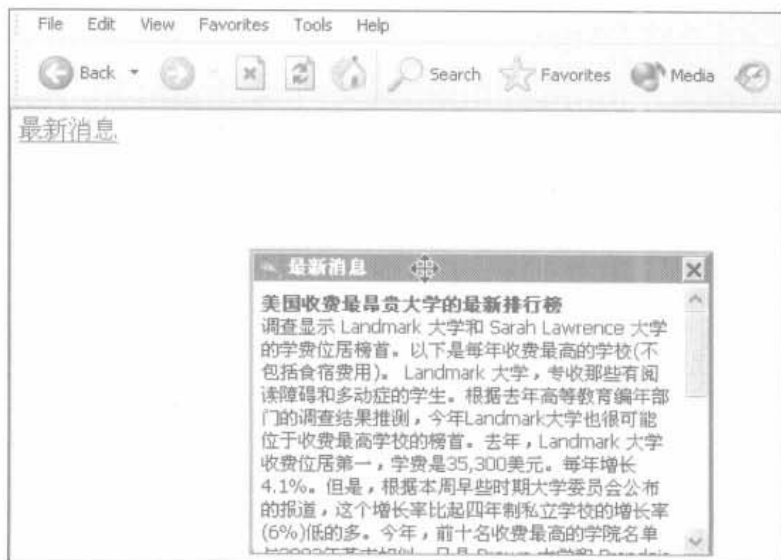 File Edit View Favorites Tools Help
Back Search Favorites Media
最新消息
最新消息
美国收费最昂贵大学的最新排行榜
调查显示 Landmark 大学和 Sarah Lawrence 大学
的学费位居榜首。以下是每年收费最高的学校(不
包括食宿费用)。 Landmark 大学，专收那些有阅
读障碍和多动症的学生。根据去年高等教育编年部
门的调查结果推测，今年Landmark大学也很可能
位于收费最高学校的榜首。去年，Landmark 大学
收费位居第一，学费是35,300美元。每年增长
4.1%。但是，根据本周早些时期大学委员会公布
的报道，这个增长率比起四年制私立学校的增长率
(6%)低的多。今年，前十名收费最高的学院名单